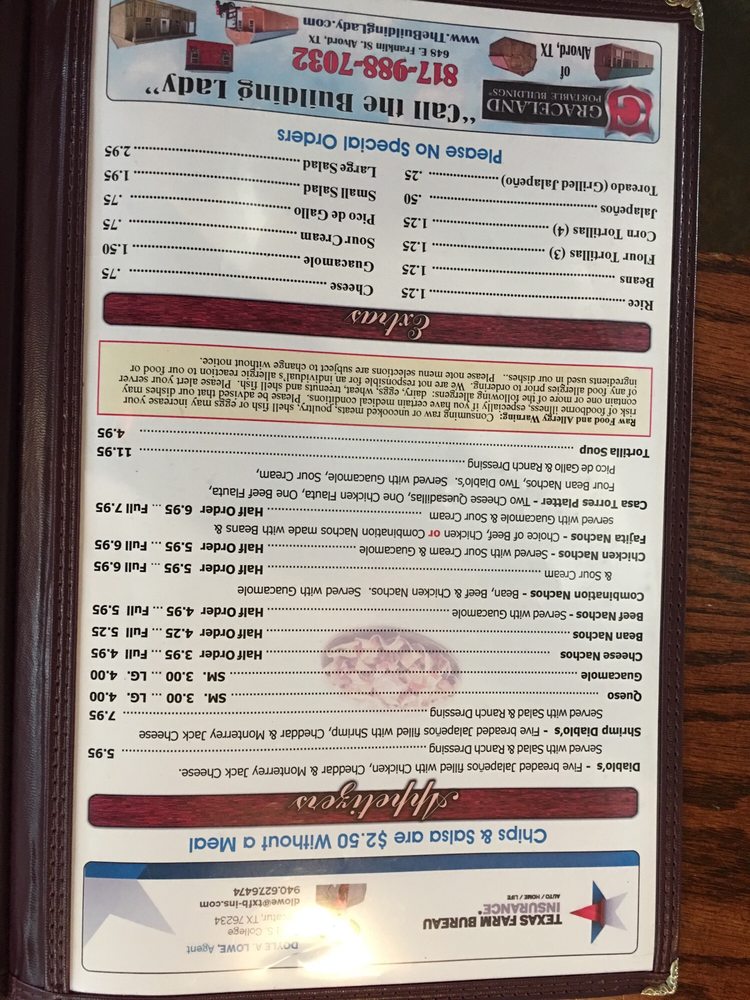 TEXAS FARM BUREAU
INSURANCE
AUTO / HOME / LIFE
DOYLE A. LOWE, Agent
S. College
TX 76234
dlowe@txfb-ins.com
940.627.6474
Chips & Salsa are $2.50 Without a Meal
Appetizers
Diablo's - Five breaded Jalapeños filled with Chicken, Cheddar & Monterrey Jack Cheese.
Served with Salad & Ranch Dressing ........ 5.95
Shrimp Diablo's - Five breaded Jalapeños filled with Shrimp, Cheddar & Monterrey Jack Cheese
Served with Salad & Ranch Dressing ........ 7.95
Queso ........ SM. 3.00 ... LG. 4.00
Guacamole ........ SM. 3.00 ... LG. 4.00
Cheese Nachos ........ Half Order 3.95 ... Full 4.95
Bean Nachos ........ Half Order 4.25 ... Full 5.25
Beef Nachos - Served with Guacamole ........ Half Order 4.95 ... Full 5.95
Combination Nachos - Bean, Beef & Chicken Nachos. Served with Guacamole
& Sour Cream ........ Half Order 5.95 ... Full 6.95
Chicken Nachos - Served with Sour Cream & Guacamole ........ Half Order 5.95 ... Full 6.95
Fajita Nachos - Choice of Beef, Chicken or Combination Nachos made with Beans &
served with Guacamole & Sour Cream ........ Half Order 6.95 ... Full 7.95
Casa Torres Platter - Two Cheese Quesadillas, One Chicken Flauta, One Beef Flauta,
Four Bean Nachos, Two Diablo's. Served with Guacamole, Sour Cream,
Pico de Gallo & Ranch Dressing ........ 11.95
Tortilla Soup ........ 4.95
Raw Food and Allergy Warning: Consuming raw or uncooked meats, poultry, shell fish or eggs may increase your
risk of foodborne illness, especially if you have certain medical conditions. Please be advised that our dishes may
contain one or more of the following allergens: dairy, eggs, wheat, treenuts and shell fish. Please alert your server
of any food allergies prior to ordering. We are not responsible for an individual's allergic reaction to our food or
ingredients used in our dishes.. Please note menu selections are subject to change without notice.
Extras
Rice ........ 1.25
Beans ........ 1.25
Flour Tortillas (3) ........ 1.25
Corn Tortillas (4) ........ 1.25
Jalapeños ........ .50
Toreado (Grilled Jalapeño) ........ .25
Cheese ........ .75
Guacamole ........ 1.50
Sour Cream ........ .75
Pico de Gallo ........ .75
Small Salad ........ 1.95
Large Salad ........ 2.95
Please No Special Orders
GRACELAND
PORTABLE BUILDINGS
of
Alvord, TX
"Call the Building Lady"
817-988-7032
648 E. Franklin St. Alvord, TX
www.TheBuildingLady.com